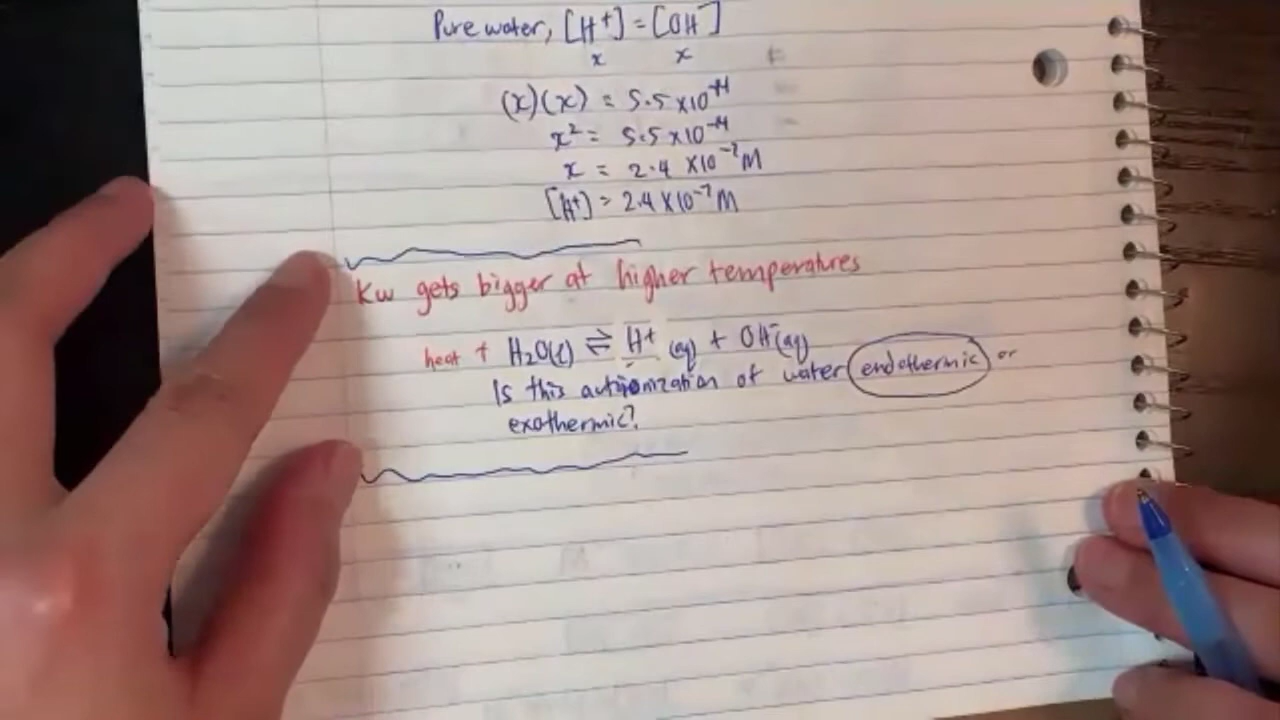 Pure water, [H+] = [OH-]
x x
(x)(x) = 5.5 x10-14
x² = 5.5 x10-14
x = 2.4 x10-7 M
[H+] = 2.4 x10-7 M
Kw gets bigger at higher temperatures
heat + H₂O(l) ⇌ H+ (aq) + OH-(aq)
Is this autoionization of water endothermic or
exothermic?